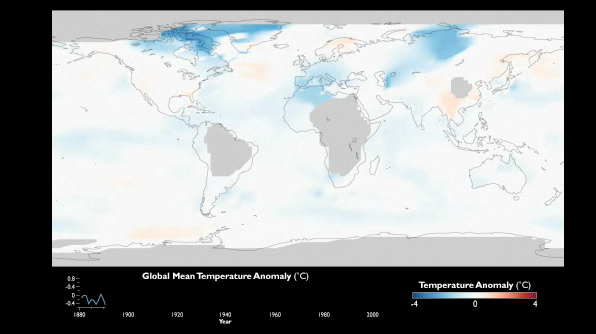 Global Mean Temperature Anomaly (°C)
0.8
0.4
0
-0.4
1880 1900 1920 1940 1960 1980 2000
Year
Temperature Anomaly (°C)
-4 0 4